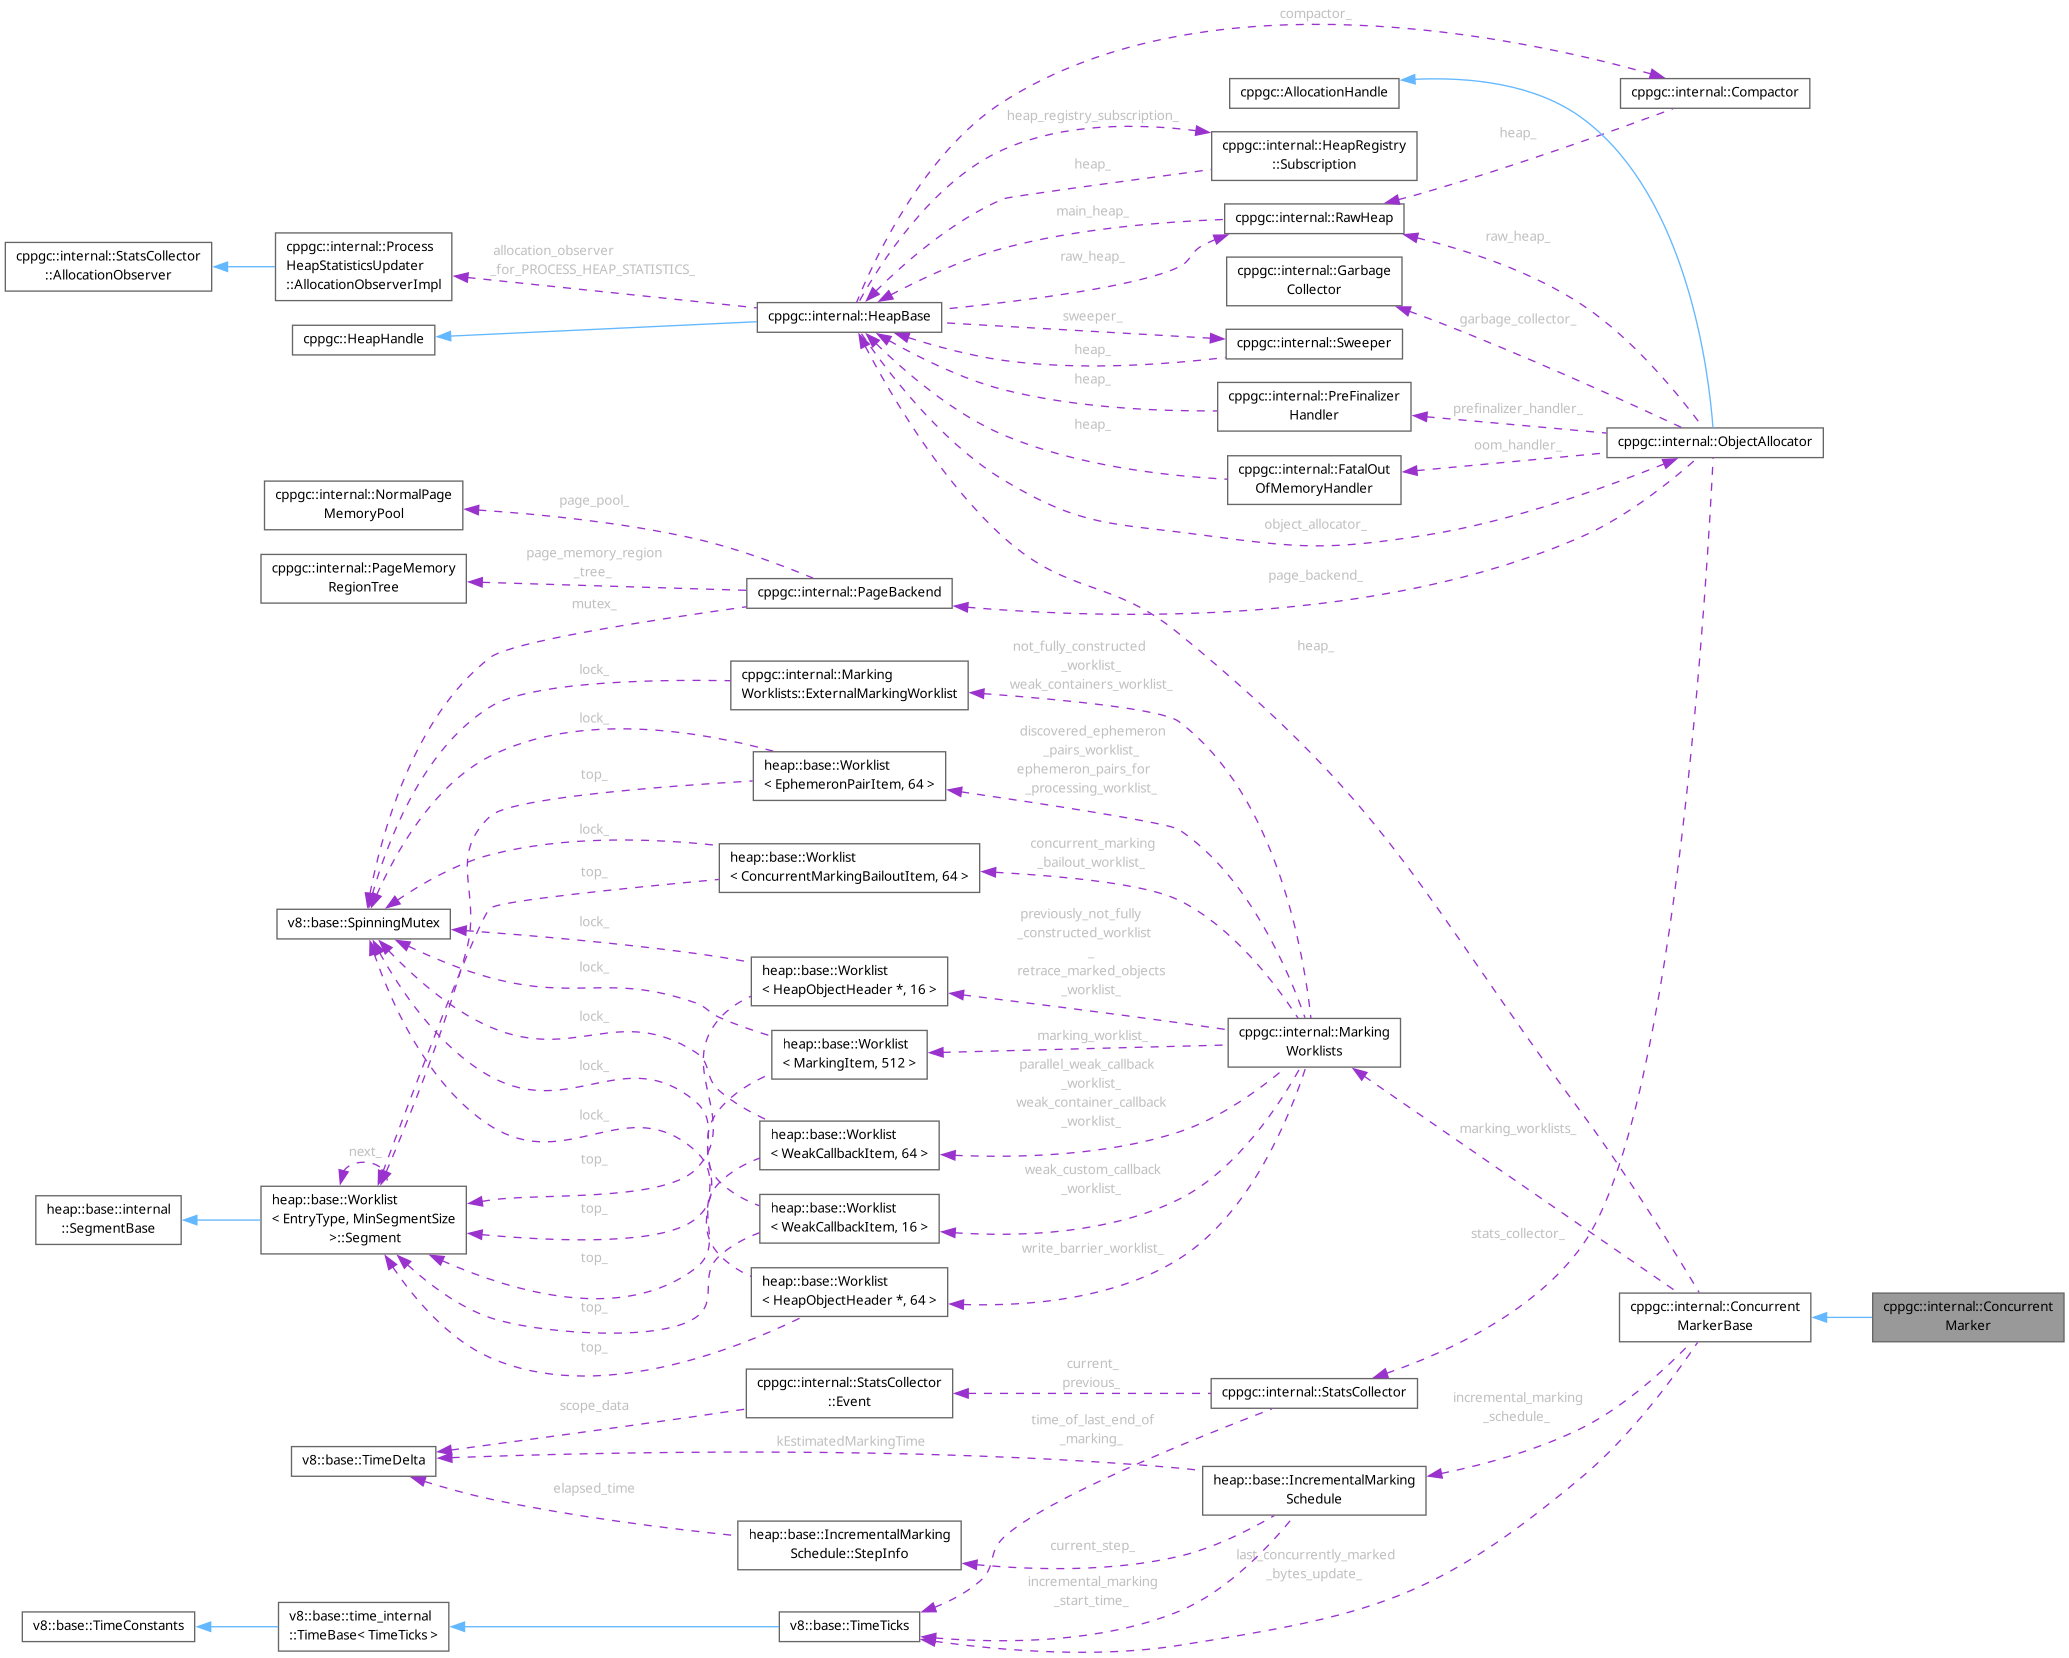 compactor_
cppgc::AllocationHandle
cppgc::internal::Compactor
heap_registry_subscription_
heap_
cppgc::internal::HeapRegistry
::Subscription
heap_
main_heap_
cppgc::internal::RawHeap
raw_heap_
cppgc::internal::StatsCollector
::AllocationObserver
cppgc::internal::Process
HeapStatisticsUpdater
::AllocationObserverImpl
allocation_observer
_for_PROCESS_HEAP_STATISTICS_
raw_heap_
cppgc::internal::Garbage
Collector
cppgc::internal::HeapBase
sweeper_
garbage_collector_
cppgc::HeapHandle
heap_
cppgc::internal::Sweeper
heap_
cppgc::internal::PreFinalizer
Handler
prefinalizer_handler_
heap_
oom_handler_
cppgc::internal::ObjectAllocator
cppgc::internal::FatalOut
OfMemoryHandler
cppgc::internal::NormalPage
MemoryPool
page_pool_
object_allocator_
cppgc::internal::PageMemory
RegionTree
page_memory_region
_tree_
page_backend_
cppgc::internal::PageBackend
mutex_
heap_
not_fully_constructed
_worklist_
weak_containers_worklist_
lock_
cppgc::internal::Marking
Worklists::ExternalMarkingWorklist
lock_
discovered_ephemeron
_pairs_worklist_
ephemeron_pairs_for
_processing_worklist_
top_
heap::base::Worklist
< EphemeronPairItem, 64 >
lock_
concurrent_marking
_bailout_worklist_
top_
heap::base::Worklist
< ConcurrentMarkingBailoutItem, 64 >
v8::base::SpinningMutex
lock_
previously_not_fully
_constructed_worklist
_
retrace_marked_objects
_worklist_
lock_
heap::base::Worklist
< HeapObjectHeader *, 16 >
lock_
marking_worklist_
cppgc::internal::Marking
Worklists
heap::base::Worklist
< MarkingItem, 512 >
lock_
parallel_weak_callback
_worklist_
weak_container_callback
_worklist_
lock_
heap::base::Worklist
< WeakCallbackItem, 64 >
marking_worklists_
next_
top_
weak_custom_callback
_worklist_
heap::base::internal
::SegmentBase
heap::base::Worklist
< EntryType, MinSegmentSize
>::Segment
top_
heap::base::Worklist
< WeakCallbackItem, 16 >
top_
write_barrier_worklist_
stats_collector_
top_
heap::base::Worklist
< HeapObjectHeader *, 64 >
top_
cppgc::internal::Concurrent
MarkerBase
cppgc::internal::Concurrent
Marker
cppgc::internal::StatsCollector
::Event
current_
previous_
cppgc::internal::StatsCollector
scope_data
time_of_last_end_of
_marking_
incremental_marking
_schedule_
v8::base::TimeDelta
kEstimatedMarkingTime
elapsed_time
heap::base::IncrementalMarking
Schedule
heap::base::IncrementalMarking
Schedule::StepInfo
current_step_
last_concurrently_marked
_bytes_update_
incremental_marking
_start_time_
v8::base::TimeConstants
v8::base::time_internal
::TimeBase< TimeTicks >
v8::base::TimeTicks